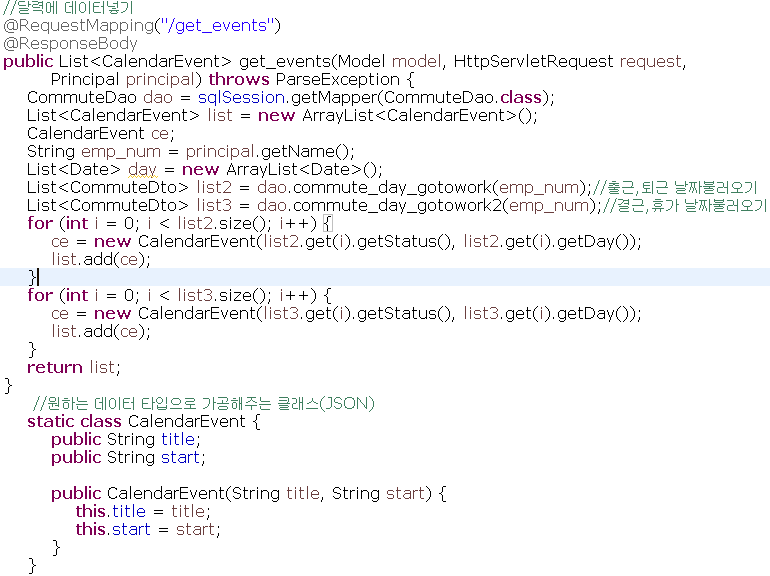 //달력에 데이터넣기
@RequestMapping("/get_events")
@ResponseBody
public List<CalendarEvent> get_events(Model model, HttpServletRequest request,
Principal principal) throws ParseException {
CommuteDao dao = sqlSession.getMapper(CommuteDao.class);
List<CalendarEvent> list = new ArrayList<CalendarEvent>();
CalendarEvent ce;
String emp_num = principal.getName();
List<Date> day = new ArrayList<Date>();
List<CommuteDto> list2 = dao.commute_day_gotowork(emp_num);//출근,퇴근 날짜불러오기
List<CommuteDto> list3 = dao.commute_day_gotowork2(emp_num);//결근,휴가 날짜불러오기
for (int i = 0; i < list2.size(); i++) {
ce = new CalendarEvent(list2.get(i).getStatus(), list2.get(i).getDay());
list.add(ce);
}
for (int i = 0; i < list3.size(); i++) {
ce = new CalendarEvent(list3.get(i).getStatus(), list3.get(i).getDay());
list.add(ce);
}
return list;
}
//원하는 데이터 타입으로 가공해주는 클래스(JSON)
static class CalendarEvent {
public String title;
public String start;
public CalendarEvent(String title, String start) {
this.title = title;
this.start = start;
}
}